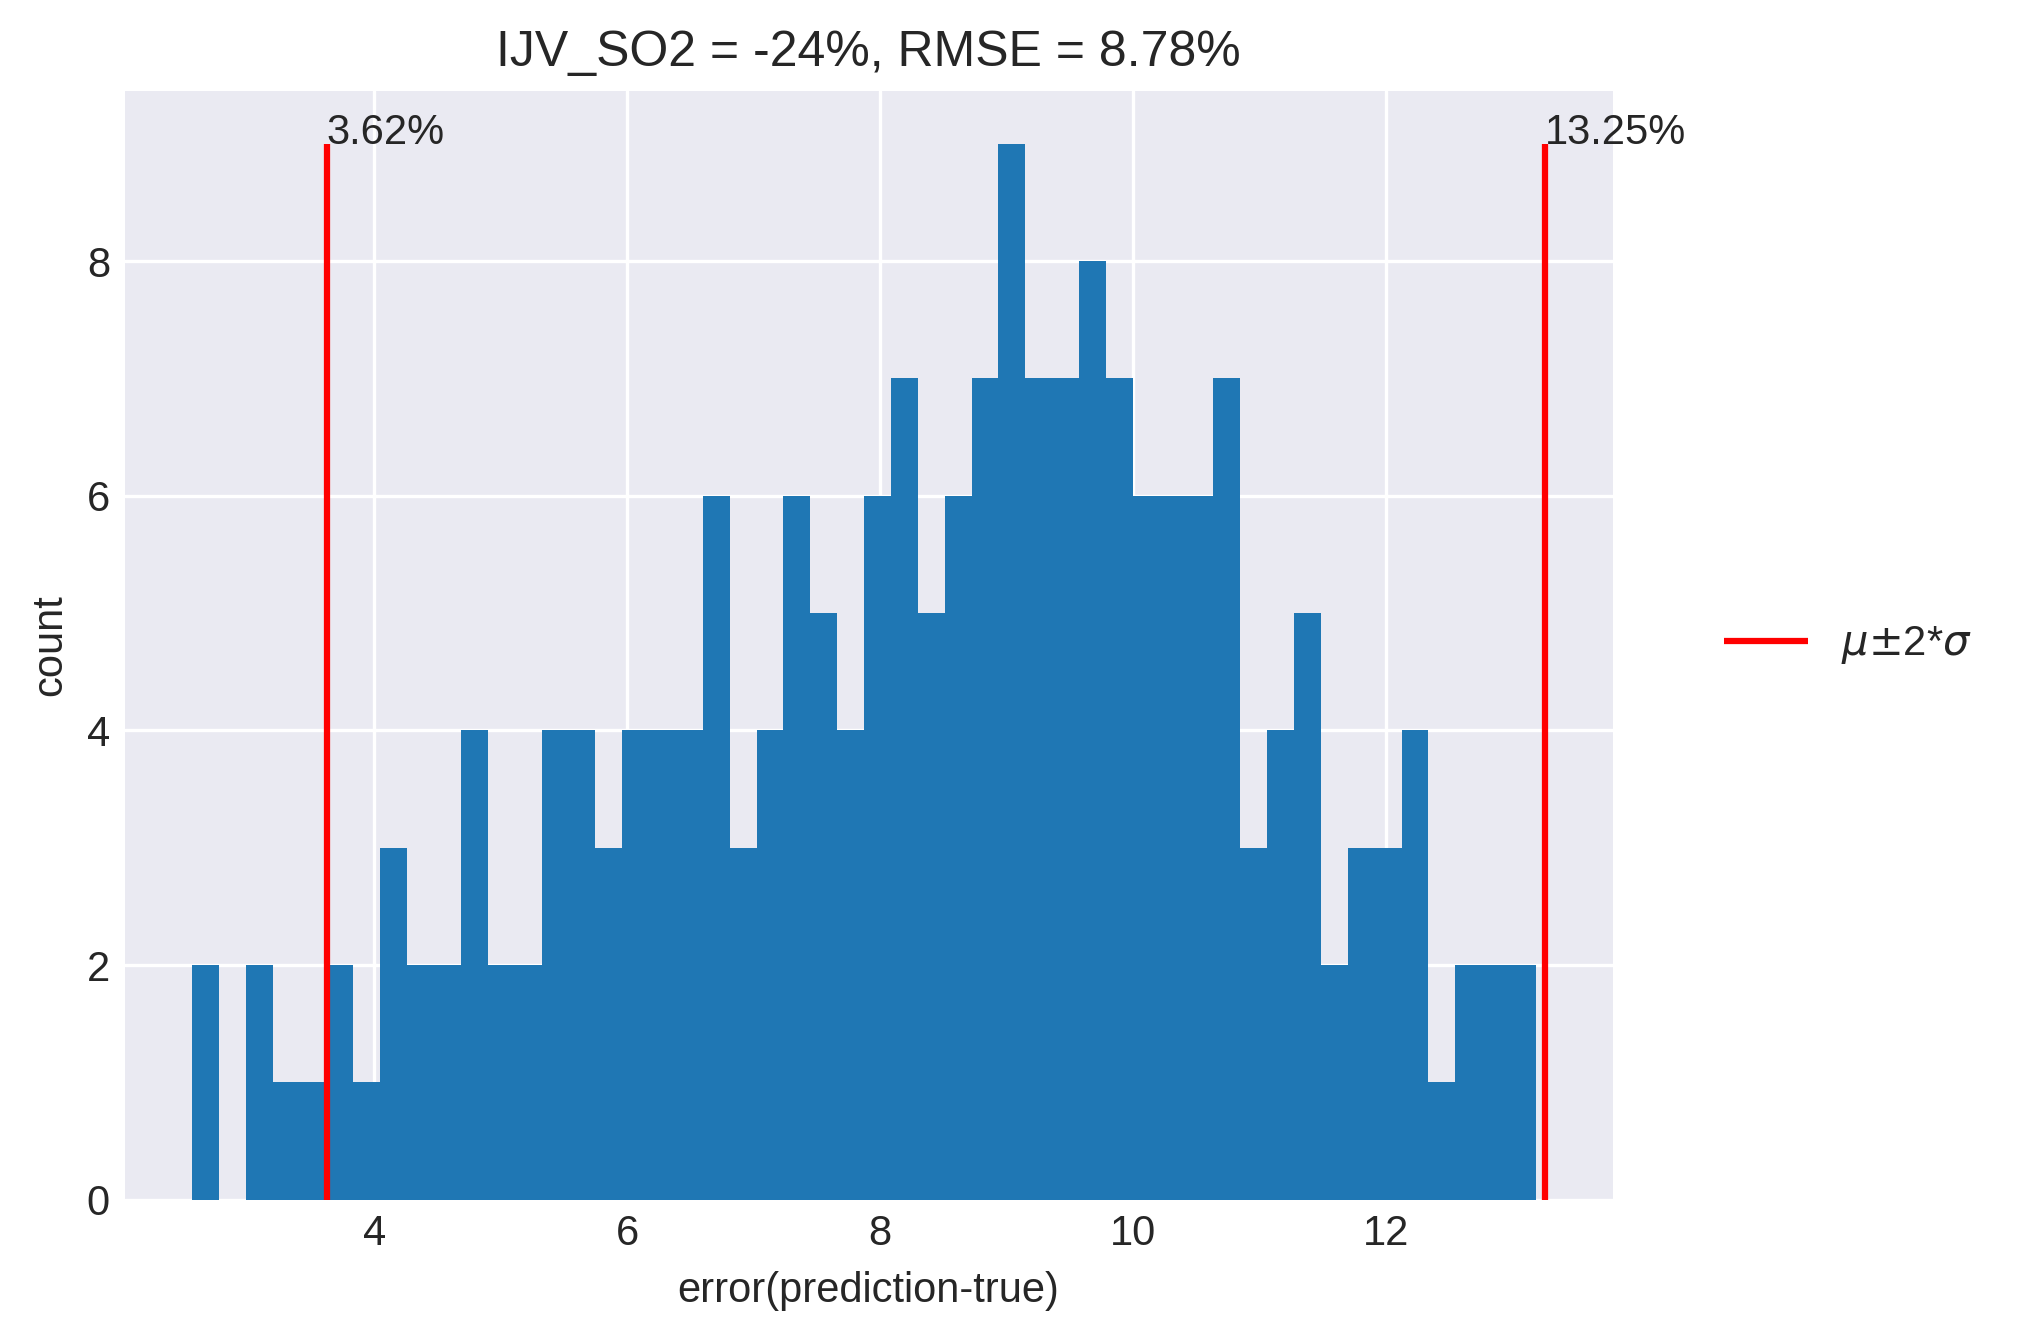 IJV_SO2 = -24%, RMSE = 8.78%
3.62%
13.25%
8
6
4
2
0
count
4 6 8 10 12
error(prediction-true)
μ±2*σ